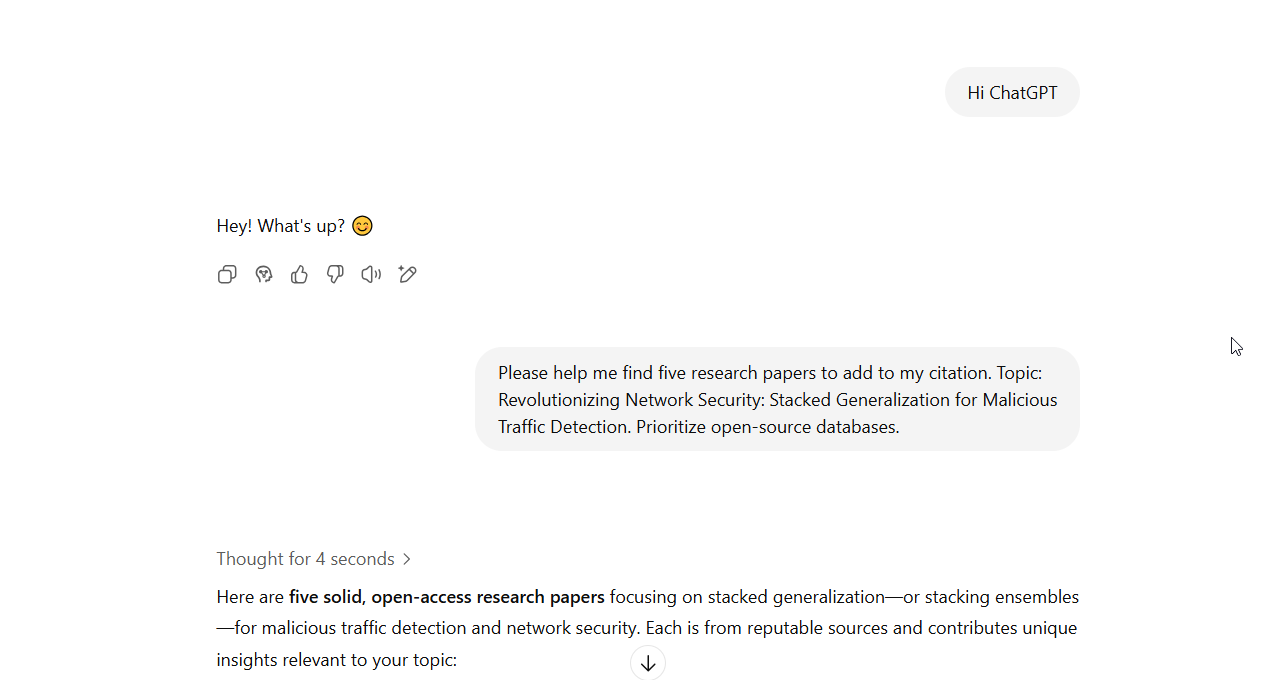 Hi ChatGPT
Hey! What's up? 😊
Please help me find five research papers to add to my citation. Topic:
Revolutionizing Network Security: Stacked Generalization for Malicious
Traffic Detection. Prioritize open-source databases.
Thought for 4 seconds >
Here are five solid, open-access research papers focusing on stacked generalization—or stacking ensembles
—for malicious traffic detection and network security. Each is from reputable sources and contributes unique
insights relevant to your topic: